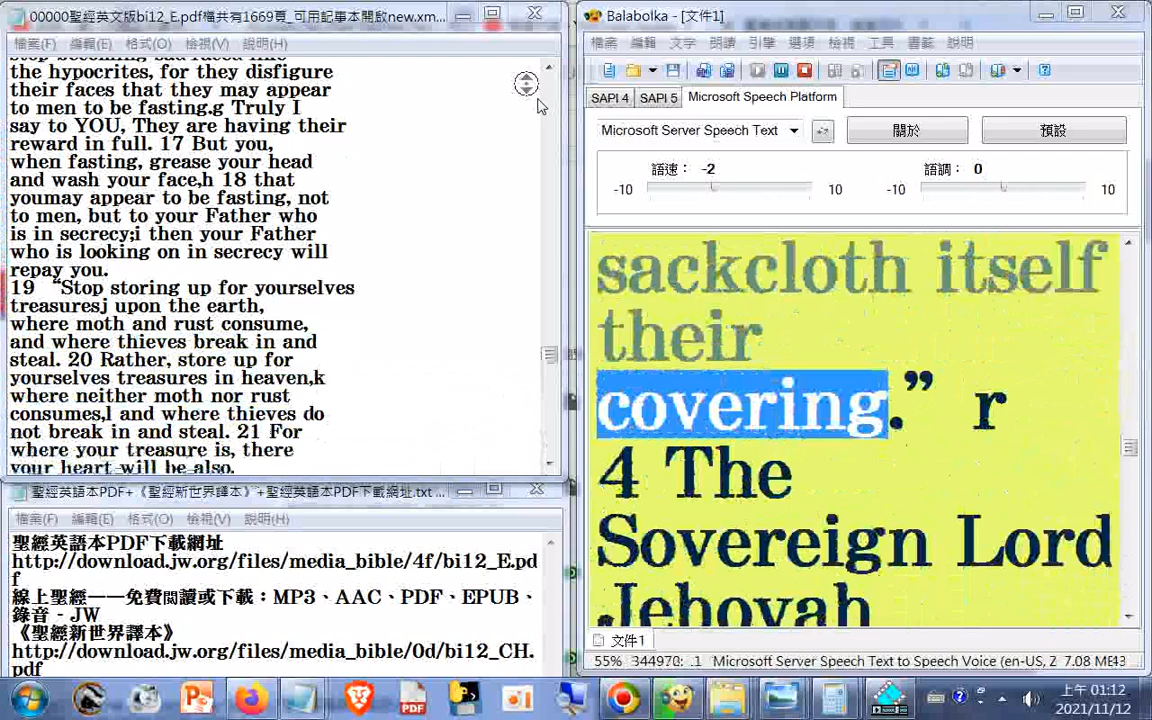 00000聖經英文版bi12_E.pdf檔共有1669頁_可用記事本開啟new.xm...
檔案(F) 編輯(E) 格式(O) 檢視(V) 說明(H)
the hypocrites, for they disfigure
their faces that they may appear
to men to be fasting.g Truly I
say to YOU, They are having their
reward in full. 17 But you,
when fasting, grease your head
and wash your face,h 18 that
youmay appear to be fasting, not
to men, but to your Father who
is in secrecy;i then your Father
who is looking on in secrecy will
repay you.
19 “Stop storing up for yourselves
treasuresj upon the earth,
where moth and rust consume,
and where thieves break in and
steal. 20 Rather, store up for
yourselves treasures in heaven,k
where neither moth nor rust
consumes,l and where thieves do
not break in and steal. 21 For
where your treasure is, there
your heart will be also.
聖經英語本PDF+《聖經新世界譯本》+聖經英語本PDF下載網址.txt ...
檔案(F) 編輯(E) 格式(O) 檢視(V) 說明(H)
聖經英語本PDF下載網址
http://download.jw.org/files/media_bible/4f/bi12_E.pd
f
線上聖經——免費閱讀或下載：MP3、AAC、PDF、EPUB、
錄音 - JW
《聖經新世界譯本》
http://download.jw.org/files/media_bible/0d/bi12_CH.
pdf
Balabolka - [文件1]
檔案 編輯 文字 朗讀 引擎 選項 檢視 工具 書籤 說明
SAPI 4 SAPI 5 Microsoft Speech Platform
Microsoft Server Speech Text 關於 預設
語速： -2 語調： 0
-10 10 -10 10
sackcloth itself
their
covering.” r
4 The
Sovereign Lord
Jehovah
文件1
55% Microsoft Server Speech Text to Speech Voice (en-US, Z 7.08 MB
上午 01:12
2021/11/12